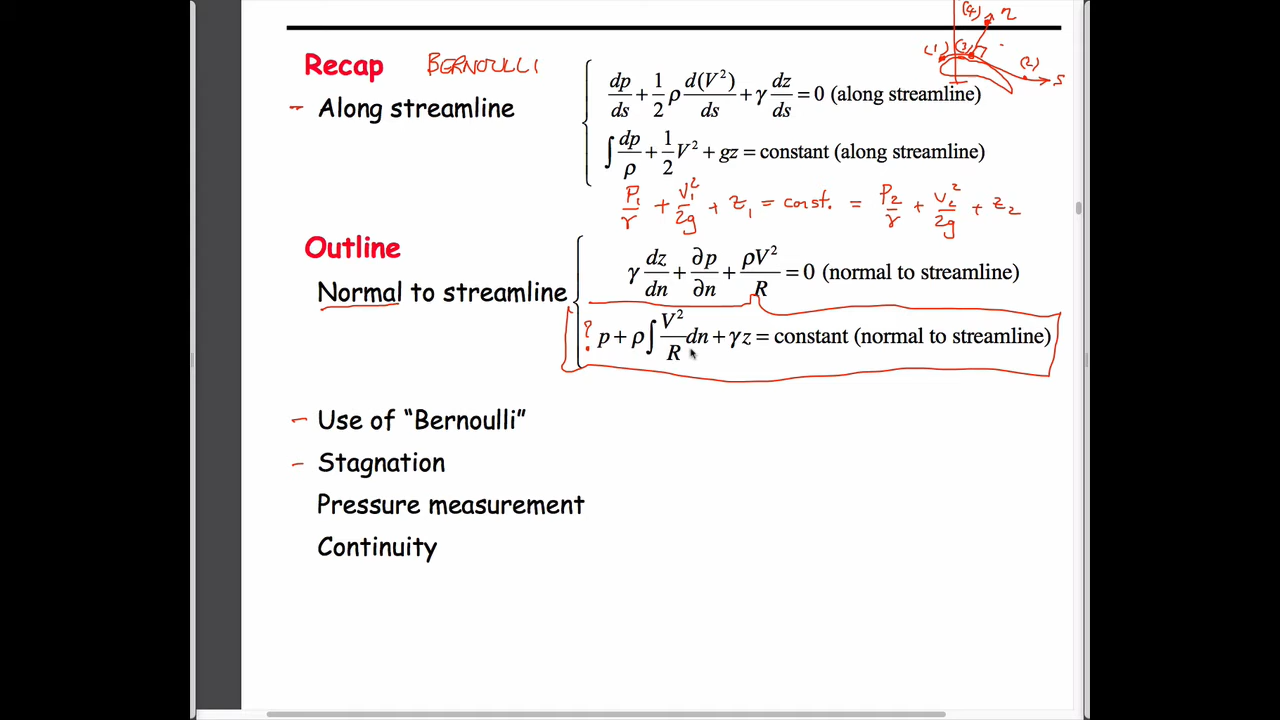 (4) n
(1) (3) (2) s
Recap BERNOULLI
- Along streamline
dp/ds + 1/2 ρ d(V²)/ds + γ dz/ds = 0 (along streamline)
∫ dp/ρ + 1/2 V² + gz = constant (along streamline)
P₁/γ + V₁²/2g + z₁ = const. = P₂/γ + V₂²/2g + z₂
Outline
Normal to streamline
γ dz/dn + ∂p/∂n + ρV²/R = 0 (normal to streamline)
? p + ρ ∫ V²/R dn + γz = constant (normal to streamline)
- Use of “Bernoulli”
- Stagnation
Pressure measurement
Continuity